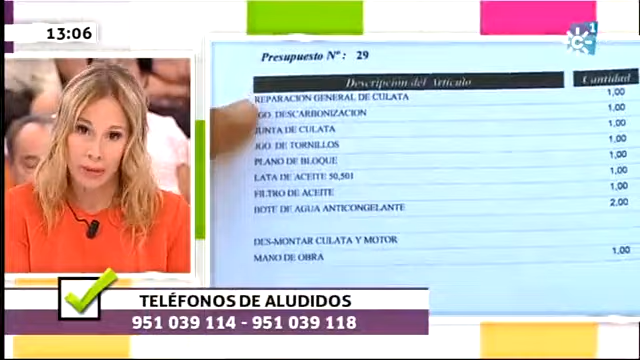 13:06
1
Presupuesto Nº: 29
Descripción del Artículo Cantidad
REPARACION GENERAL DE CULATA 1,00
JGO. DESCARBONIZACION 1,00
JUNTA DE CULATA 1,00
JGO. DE TORNILLOS 1,00
PLANO DE BLOQUE 1,00
LATA DE ACEITE 50,501 1,00
FILTRO DE ACEITE 1,00
BOTE DE AGUA ANTICONGELANTE 2,00
DES-MONTAR CULATA Y MOTOR
MANO DE OBRA 1,00
TELÉFONOS DE ALUDIDOS
951 039 114 - 951 039 118